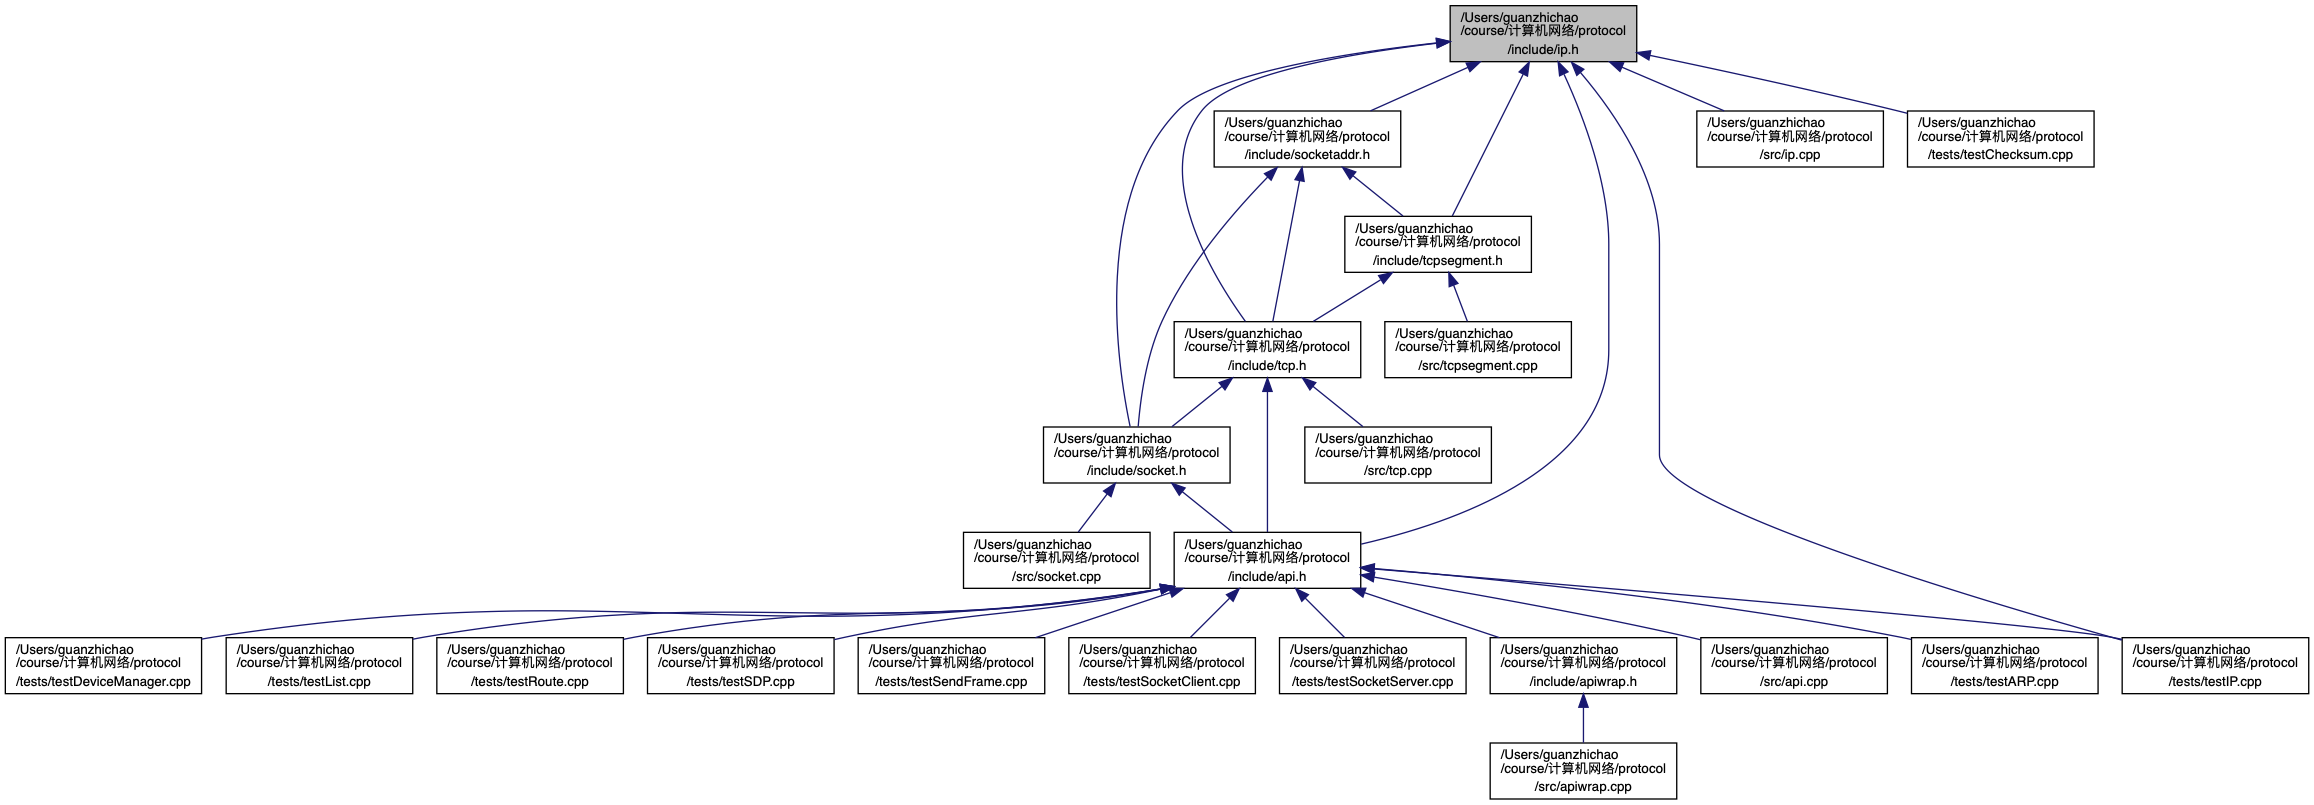 /Users/guanzhichao
/course/计算机网络/protocol
/include/ip.h
/Users/guanzhichao
/course/计算机网络/protocol
/include/socketaddr.h
/Users/guanzhichao
/course/计算机网络/protocol
/src/ip.cpp
/Users/guanzhichao
/course/计算机网络/protocol
/tests/testChecksum.cpp
/Users/guanzhichao
/course/计算机网络/protocol
/include/tcpsegment.h
/Users/guanzhichao
/course/计算机网络/protocol
/include/tcp.h
/Users/guanzhichao
/course/计算机网络/protocol
/src/tcpsegment.cpp
/Users/guanzhichao
/course/计算机网络/protocol
/include/socket.h
/Users/guanzhichao
/course/计算机网络/protocol
/src/tcp.cpp
/Users/guanzhichao
/course/计算机网络/protocol
/src/socket.cpp
/Users/guanzhichao
/course/计算机网络/protocol
/include/api.h
/Users/guanzhichao
/course/计算机网络/protocol
/tests/testDeviceManager.cpp
/Users/guanzhichao
/course/计算机网络/protocol
/tests/testList.cpp
/Users/guanzhichao
/course/计算机网络/protocol
/tests/testRoute.cpp
/Users/guanzhichao
/course/计算机网络/protocol
/tests/testSDP.cpp
/Users/guanzhichao
/course/计算机网络/protocol
/tests/testSendFrame.cpp
/Users/guanzhichao
/course/计算机网络/protocol
/tests/testSocketClient.cpp
/Users/guanzhichao
/course/计算机网络/protocol
/tests/testSocketServer.cpp
/Users/guanzhichao
/course/计算机网络/protocol
/include/apiwrap.h
/Users/guanzhichao
/course/计算机网络/protocol
/src/api.cpp
/Users/guanzhichao
/course/计算机网络/protocol
/tests/testARP.cpp
/Users/guanzhichao
/course/计算机网络/protocol
/tests/testIP.cpp
/Users/guanzhichao
/course/计算机网络/protocol
/src/apiwrap.cpp